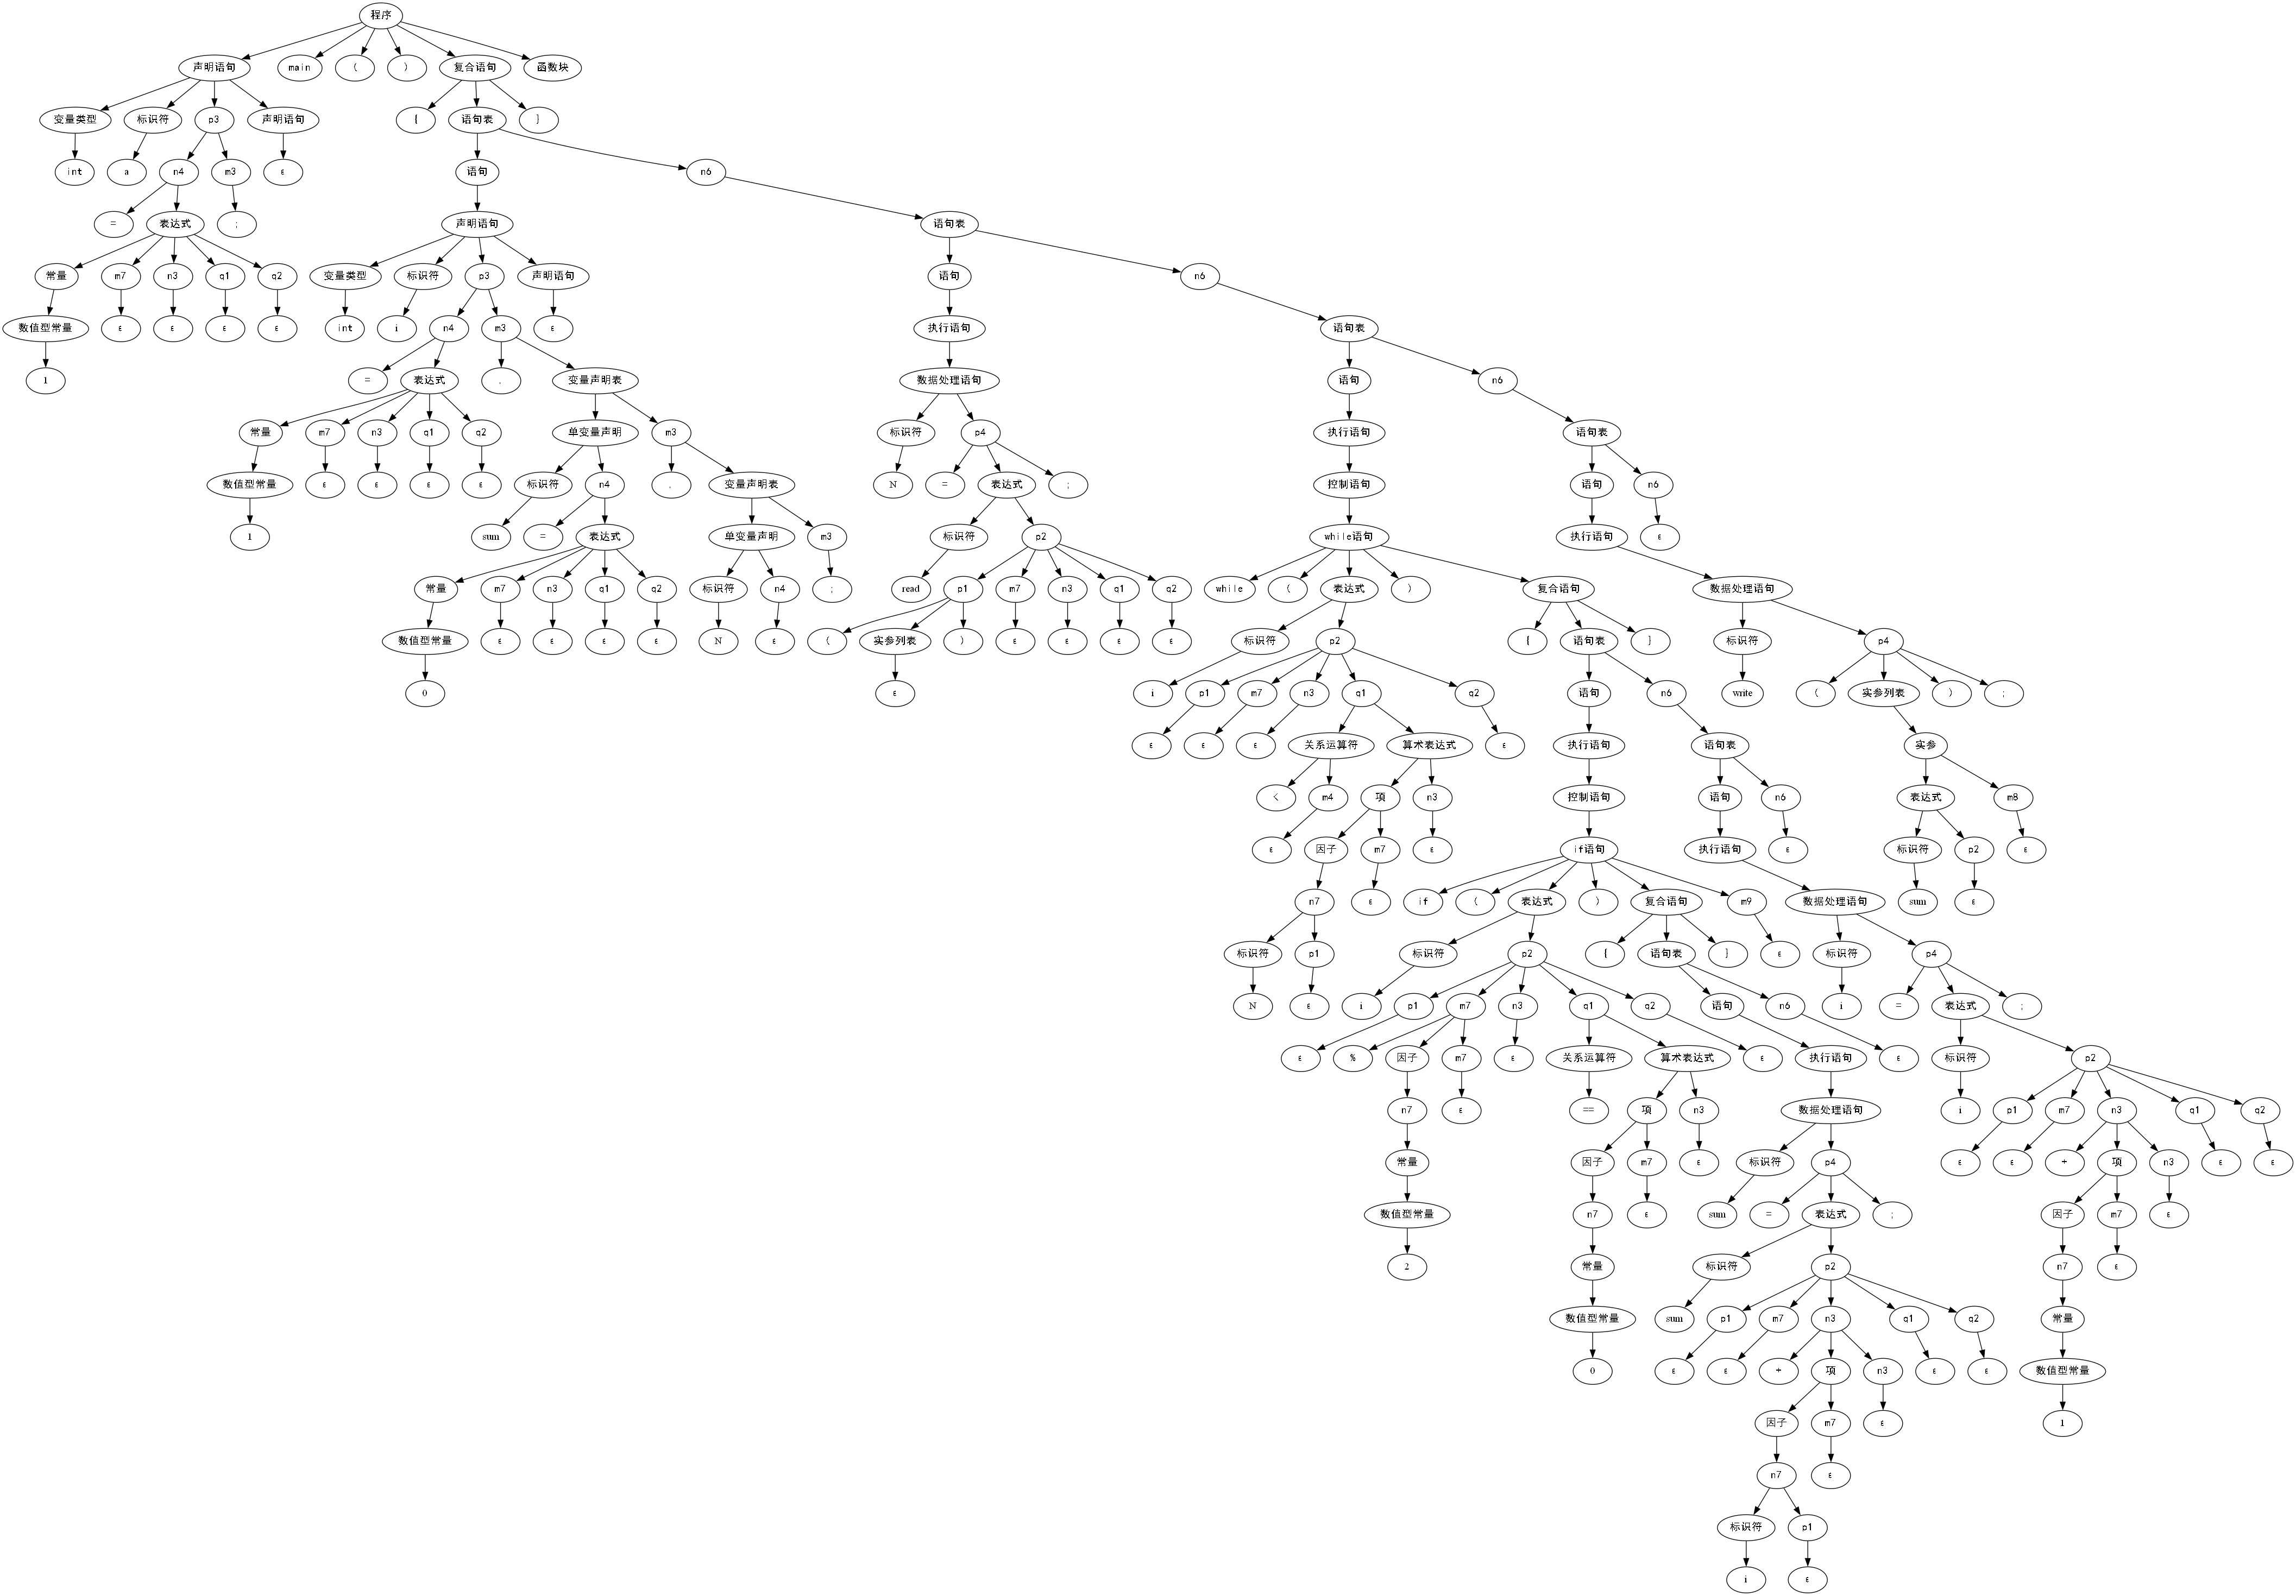 程序
声明语句 main ( ) 复合语句 函数块
变量类型 标识符 p3 声明语句 { 语句表 }
int a n4 m3 ε 语句 n6
= 表达式 ; 声明语句 语句表
常量 m7 n3 q1 q2 变量类型 标识符 p3 声明语句 语句 n6
数值型常量 ε ε ε ε int i n4 m3 ε 执行语句 语句表
1 = 表达式 , 变量声明表 数据处理语句 语句 n6
常量 m7 n3 q1 q2 单变量声明 m3 标识符 p4 执行语句 语句表
数值型常量 ε ε ε ε 标识符 n4 , 变量声明表 N = 表达式 ; 控制语句 语句 n6
1 sum = 表达式 单变量声明 m3 标识符 p2 while语句 执行语句 ε
常量 m7 n3 q1 q2 标识符 n4 ; read p1 m7 n3 q1 q2 while ( 表达式 ) 复合语句 数据处理语句
数值型常量 ε ε ε ε N ε ( 实参列表 ) ε ε ε ε 标识符 p2 { 语句表 } 标识符 p4
0 ε i p1 m7 n3 q1 q2 语句 n6 write ( 实参列表 ) ;
ε ε ε 关系运算符 算术表达式 ε 执行语句 语句表 实参
< m4 项 n3 控制语句 语句 n6 表达式 m8
ε 因子 m7 ε if语句 执行语句 ε 标识符 p2 ε
n7 ε if ( 表达式 ) 复合语句 m9 数据处理语句 sum ε
标识符 p1 标识符 p2 { 语句表 } ε 标识符 p4
N ε i p1 m7 n3 q1 q2 语句 n6 i = 表达式 ;
ε % 因子 m7 ε 关系运算符 算术表达式 ε 执行语句 ε 标识符 p2
n7 ε == 项 n3 数据处理语句 i p1 m7 n3 q1 q2
常量 因子 m7 ε 标识符 p4 ε ε + 项 n3 ε ε
数值型常量 n7 ε sum = 表达式 ; 因子 m7 ε
2 常量 标识符 p2 n7 ε
数值型常量 sum p1 m7 n3 q1 q2 常量
0 ε ε + 项 n3 ε ε 数值型常量
因子 m7 ε 1
n7 ε
标识符 p1
i ε